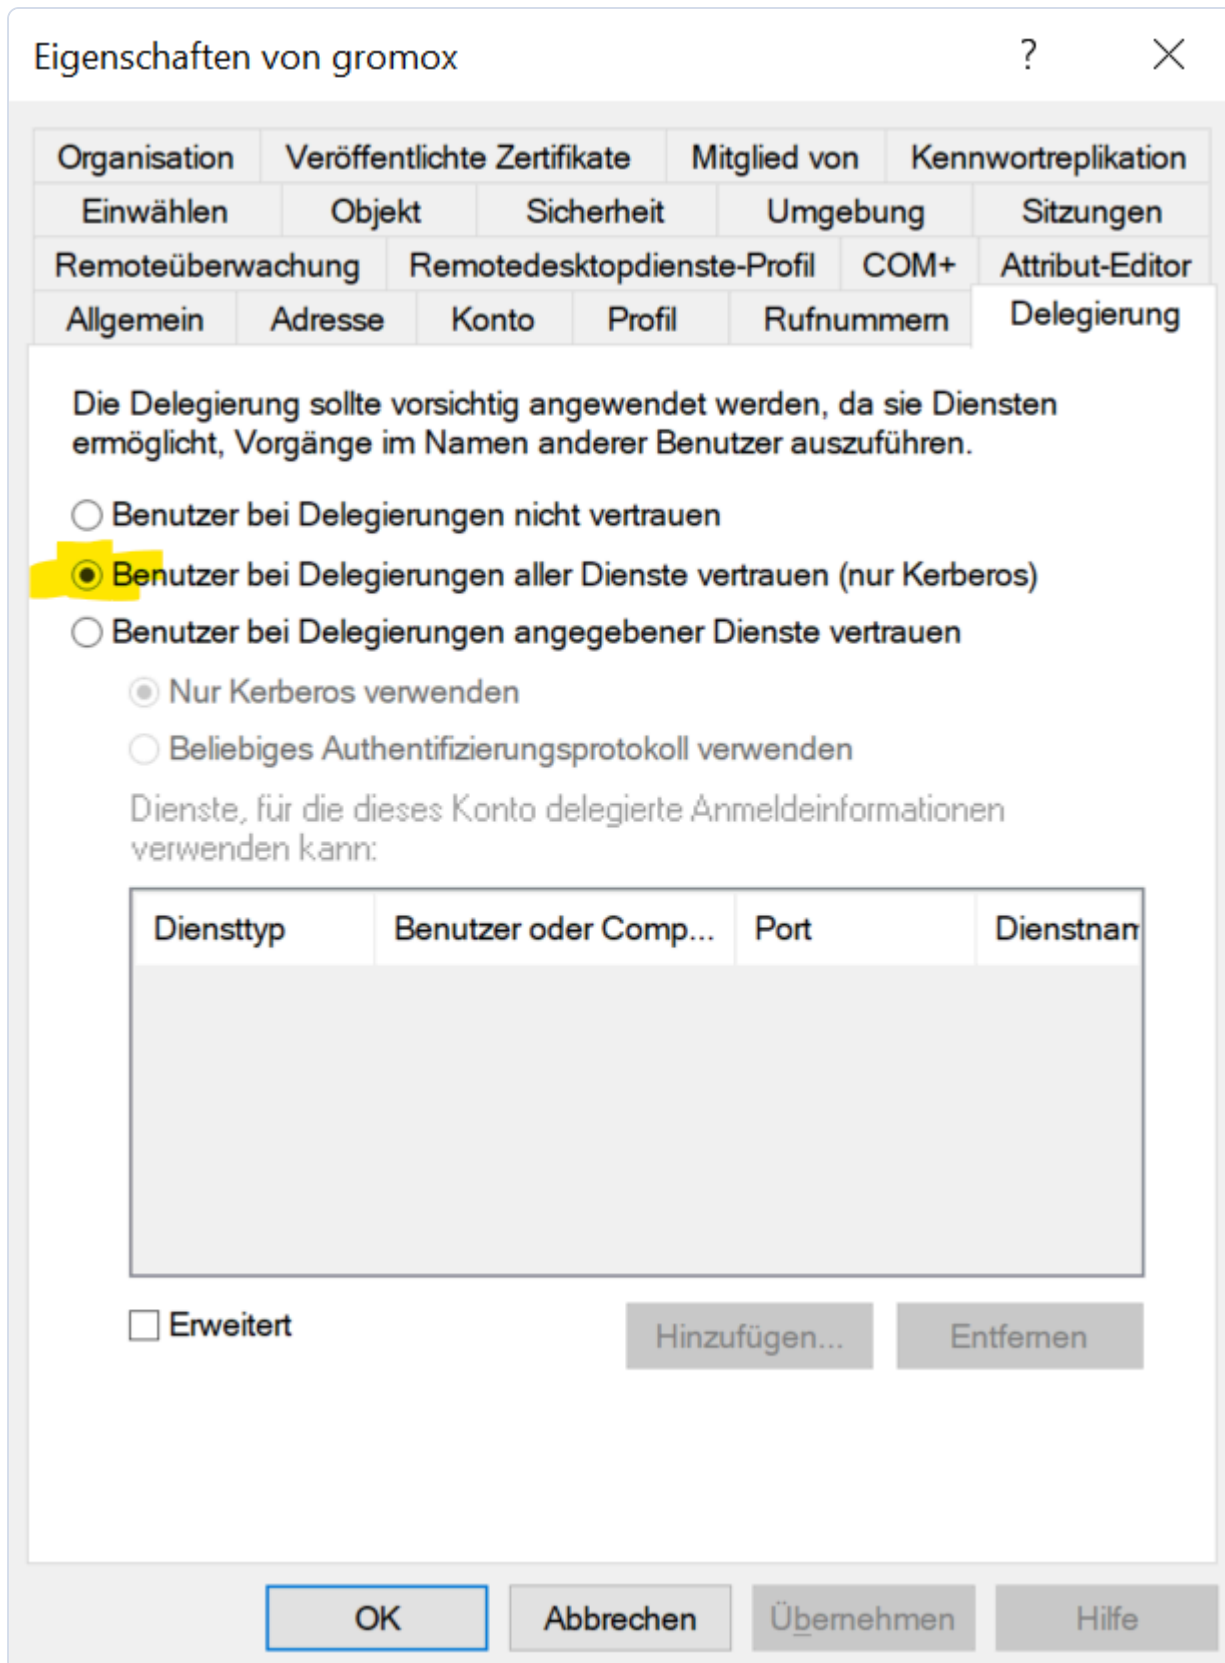 Eigenschaften von gromox
?
Organisation Veröffentlichte Zertifikate Mitglied von Kennwortreplikation
Einwählen Objekt Sicherheit Umgebung Sitzungen
Remoteüberwachung Remotedesktopdienste-Profil COM+ Attribut-Editor
Allgemein Adresse Konto Profil Rufnummern Delegierung
Die Delegierung sollte vorsichtig angewendet werden, da sie Diensten
ermöglicht, Vorgänge im Namen anderer Benutzer auszuführen.
Benutzer bei Delegierungen nicht vertrauen
Benutzer bei Delegierungen aller Dienste vertrauen (nur Kerberos)
Benutzer bei Delegierungen angegebener Dienste vertrauen
Nur Kerberos verwenden
Beliebiges Authentifizierungsprotokoll verwenden
Dienste, für die dieses Konto delegierte Anmeldeinformationen
verwenden kann:
Diensttyp Benutzer oder Comp... Port Dienstnam
Erweitert Hinzufügen... Entfernen
OK Abbrechen Übernehmen Hilfe